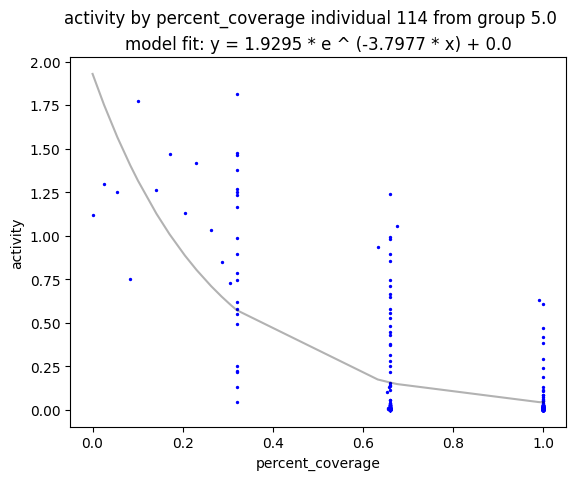 activity by percent_coverage individual 114 from group 5.0
model fit: y = 1.9295 * e ^ (-3.7977 * x) + 0.0
2.00
1.75
1.50
1.25
1.00
0.75
0.50
0.25
0.00
activity
0.0 0.2 0.4 0.6 0.8 1.0
percent_coverage